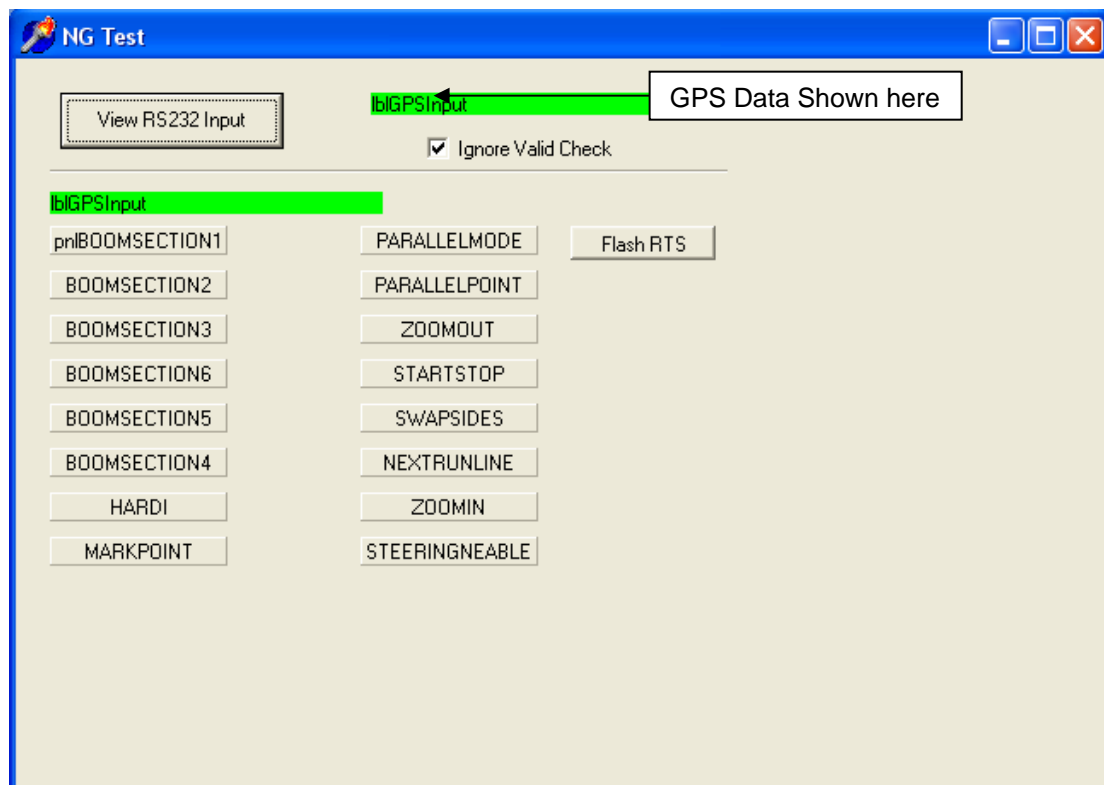 NG Test
View RS232 Input
lblGPSInput
GPS Data Shown here
Ignore Valid Check
lblGPSInput
pnlBOOMSECTION1
PARALLELMODE
Flash RTS
BOOMSECTION2
PARALLELPOINT
BOOMSECTION3
ZOOMOUT
BOOMSECTION6
STARTSTOP
BOOMSECTION5
SWAPSIDES
BOOMSECTION4
NEXTRUNLINE
HARDI
ZOOMIN
MARKPOINT
STEERINGNEABLE